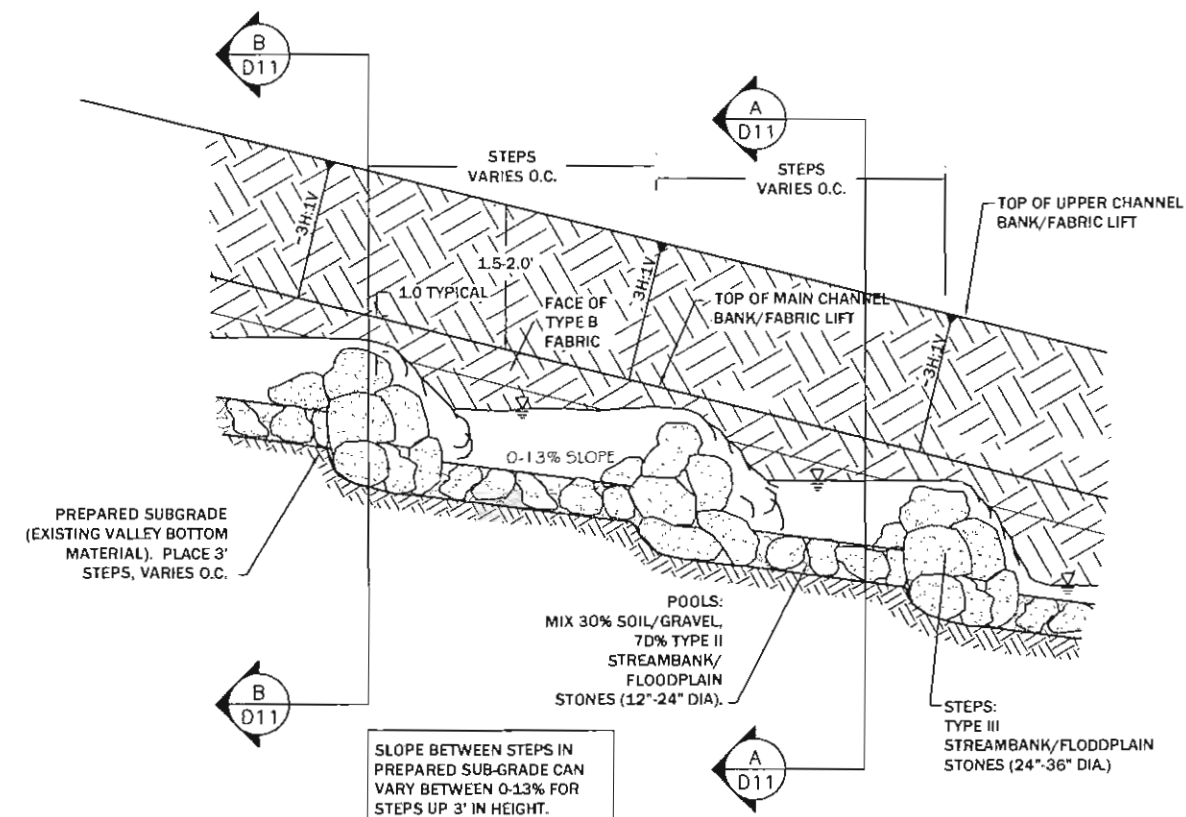 B
D11
A
D11
STEPS
VARIES O.C.
STEPS
VARIES O.C.
TOP OF UPPER CHANNEL
BANK/FABRIC LIFT
~3H:1V
3H:1V
3H:1V
1.5-2.0'
1.0 TYPICAL
FACE OF
TYPE B
FABRIC
TOP OF MAIN CHANNEL
BANK/FABRIC LIFT
0-13% SLOPE
PREPARED SUBGRADE
(EXISTING VALLEY BOTTOM
MATERIAL). PLACE 3'
STEPS, VARIES O.C.
POOLS:
MIX 30% SOIL/GRAVEL,
70% TYPE II
STREAMBANK/
FLOODPLAIN
STONES (12"-24" DIA).
STEPS:
TYPE III
STREAMBANK/FLODDPLAIN
STONES (24"-36" DIA.)
B
D11
A
D11
SLOPE BETWEEN STEPS IN
PREPARED SUB-GRADE CAN
VARY BETWEEN 0-13% FOR
STEPS UP 3' IN HEIGHT.